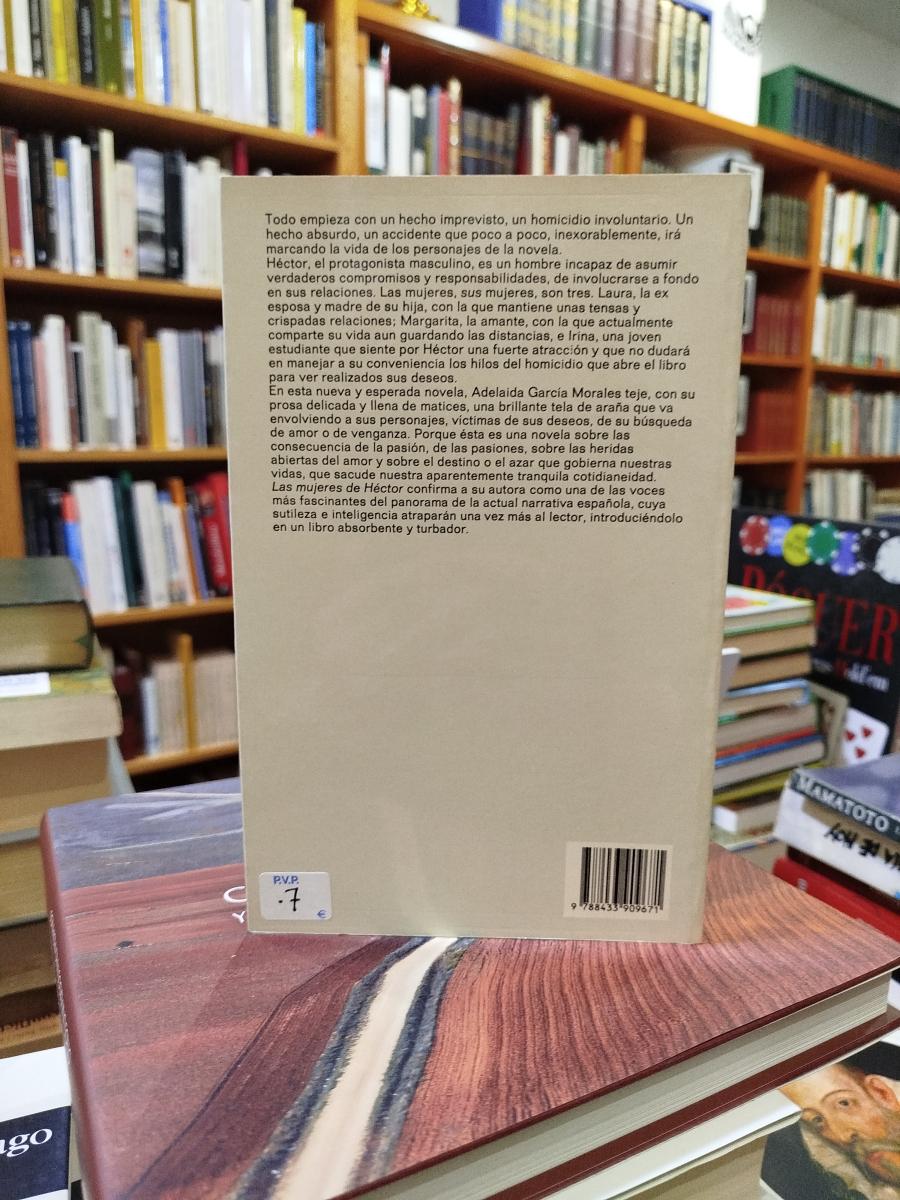 Todo empieza con un hecho imprevisto, un homicidio involuntario. Un
hecho absurdo, un accidente que poco a poco, inexorablemente, irá
marcando la vida de los personajes de la novela.
Héctor, el protagonista masculino, es un hombre incapaz de asumir
verdaderos compromisos y responsabilidades, de involucrarse a fondo
en sus relaciones. Las mujeres, sus mujeres, son tres. Laura, la ex
esposa y madre de su hija, con la que mantiene unas tensas y
crispadas relaciones; Margarita, la amante, con la que actualmente
comparte su vida aun guardando las distancias, e Irina, una joven
estudiante que siente por Héctor una fuerte atracción y que no dudará
en manejar a su conveniencia los hilos del homicidio que abre el libro
para ver realizados sus deseos.
En esta nueva y esperada novela, Adelaida García Morales teje, con su
prosa delicada y llena de matices, una brillante tela de araña que va
envolviendo a sus personajes, víctimas de sus deseos, de su búsqueda
de amor o de venganza. Porque ésta es una novela sobre las
consecuencia de la pasión, de las pasiones, sobre las heridas
abiertas del amor y sobre el destino o el azar que gobierna nuestras
vidas, que sacude nuestra aparentemente tranquila cotidianeidad.
Las mujeres de Héctor confirma a su autora como una de las voces
más fascinantes del panorama de la actual narrativa española, cuya
sutileza e inteligencia atraparán una vez más al lector, introduciéndolo
en un libro absorbente y turbador.
P.V.P.
7
€
9 788433 909671
PÓQUER
MAMATOTO
DE HOY